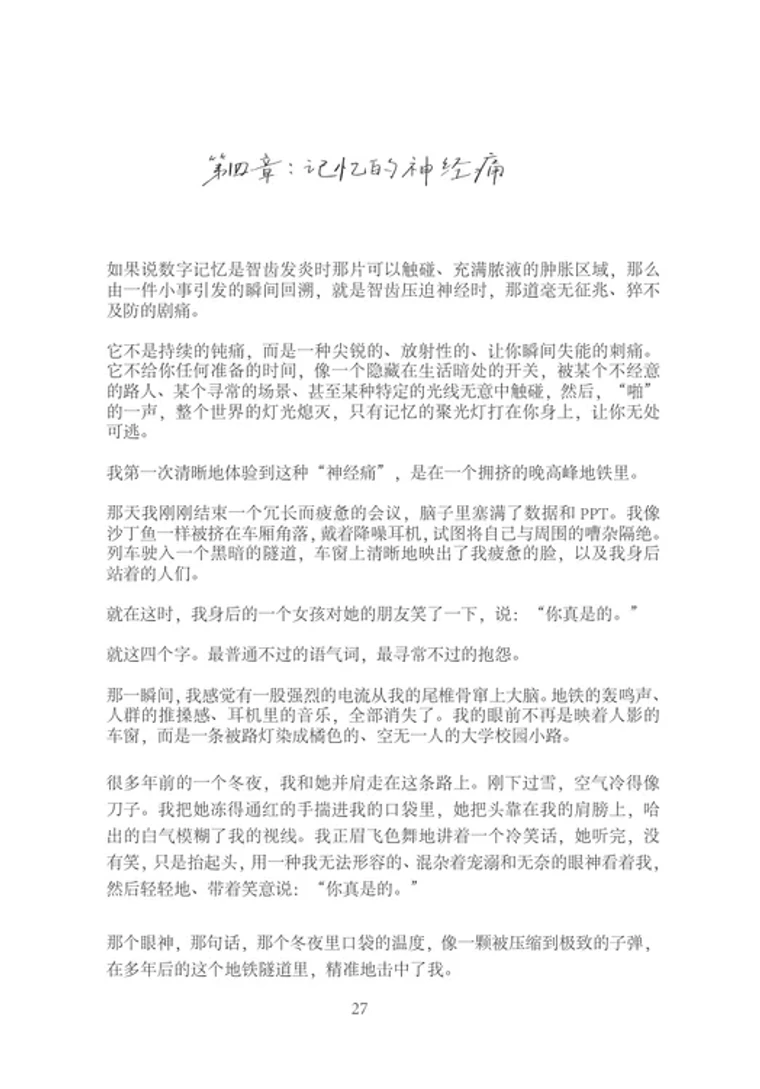 第四章：记忆的神经痛
如果说数字记忆是智齿发炎时那片可以触碰、充满脓液的肿胀区域，那么
由一件小事引发的瞬间回溯，就是智齿压迫神经时，那道毫无征兆、猝不
及防的剧痛。
它不是持续的钝痛，而是一种尖锐的、放射性的、让你瞬间失能的刺痛。
它不给你任何准备的时间，像一个隐藏在生活暗处的开关，被某个不经意
的路人、某个寻常的场景、甚至某种特定的光线无意中触碰，然后，“啪”
的一声，整个世界的灯光熄灭，只有记忆的聚光灯打在你身上，让你无处
可逃。
我第一次清晰地体验到这种“神经痛”，是在一个拥挤的晚高峰地铁里。
那天我刚刚结束一个冗长而疲惫的会议，脑子里塞满了数据和 PPT。我像
沙丁鱼一样被挤在车厢角落，戴着降噪耳机，试图将自己与周围的嘈杂隔绝。
列车驶入一个黑暗的隧道，车窗上清晰地映出了我疲惫的脸，以及我身后
站着的人们。
就在这时，我身后的一个女孩对她的朋友笑了一下，说：“你真是的。”
就这四个字。最普通不过的语气词，最寻常不过的抱怨。
那一瞬间，我感觉有一股强烈的电流从我的尾椎骨窜上大脑。地铁的轰鸣声、
人群的推搡感、耳机里的音乐，全部消失了。我的眼前不再是映着人影的
车窗，而是一条被路灯染成橘色的、空无一人的大学校园小路。
很多年前的一个冬夜，我和她并肩走在这条路上。刚下过雪，空气冷得像
刀子。我把她冻得通红的手揣进我的口袋里，她把头靠在我的肩膀上，哈
出的白气模糊了我的视线。我正眉飞色舞地讲着一个冷笑话，她听完，没
有笑，只是抬起头，用一种我无法形容的、混杂着宠溺和无奈的眼神看着我，
然后轻轻地、带着笑意说：“你真是的。”
那个眼神，那句话，那个冬夜里口袋的温度，像一颗被压缩到极致的子弹，
在多年后的这个地铁隧道里，精准地击中了我。
27